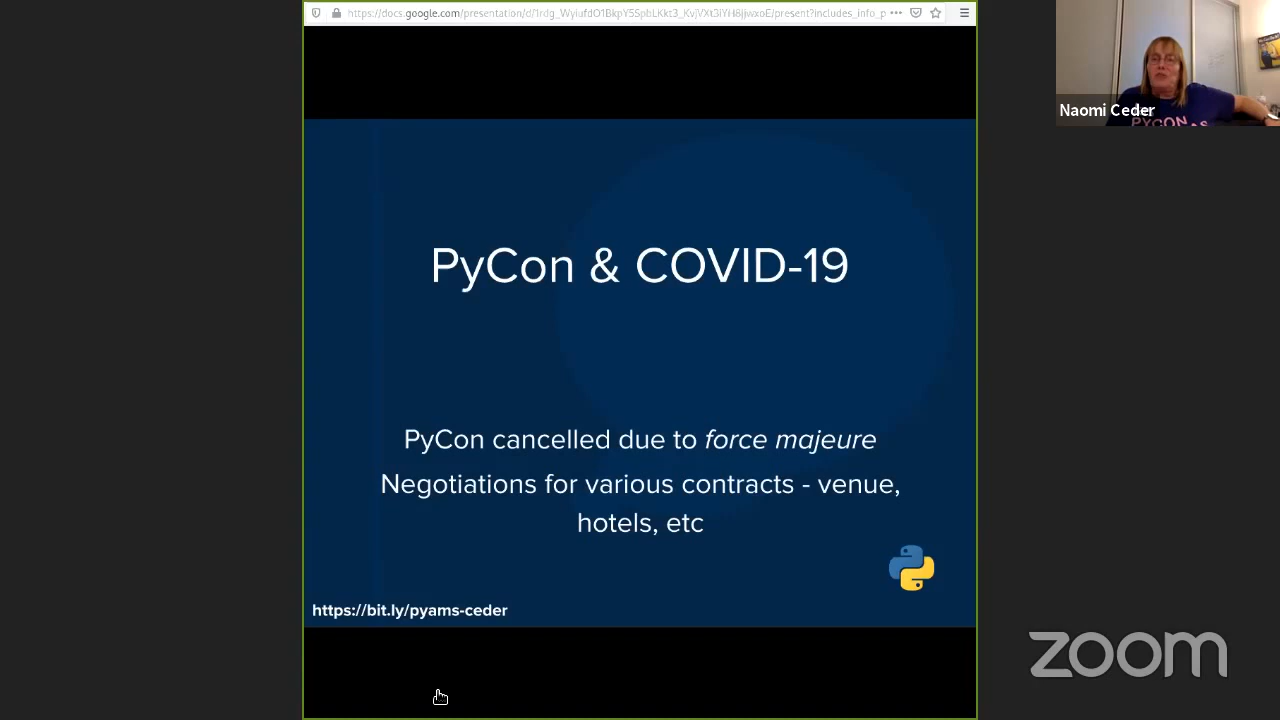 Naomi Ceder
PYCON
PyCon & COVID-19
PyCon cancelled due to force majeure
Negotiations for various contracts - venue,
hotels, etc
https://bit.ly/pyams-ceder
zoom